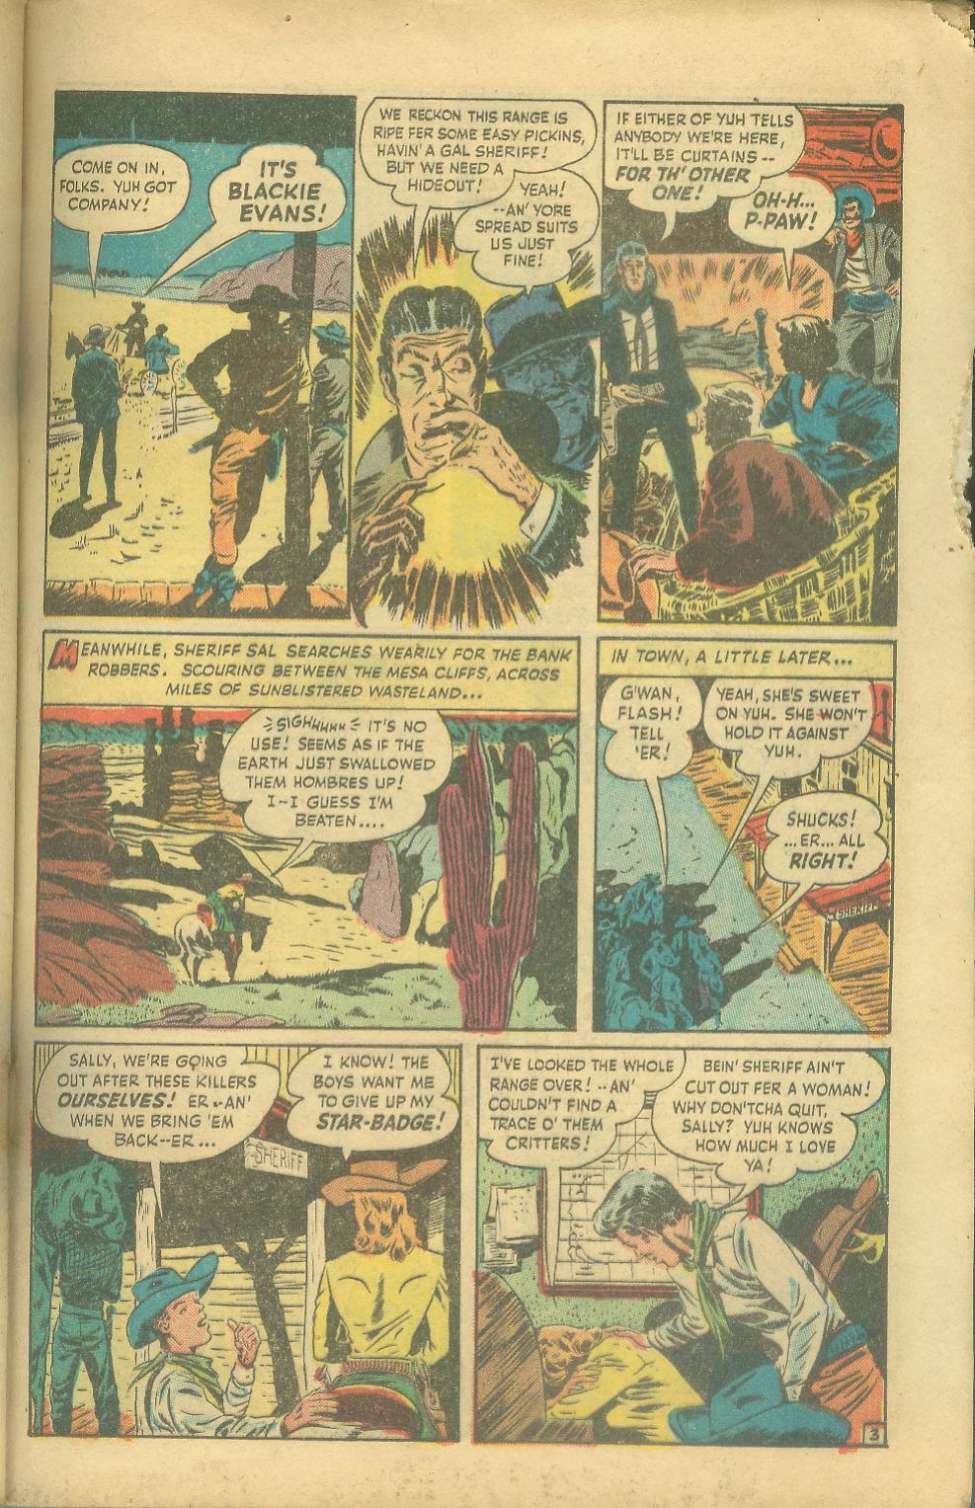 COME ON IN,
FOLKS. YUH GOT
COMPANY!
IT'S
BLACKIE
EVANS!
WE RECKON THIS RANGE IS
RIPE FER SOME EASY PICKINS,
HAVIN' A GAL SHERIFF!
BUT WE NEED A
HIDEOUT!
YEAH!
--AN' YORE
SPREAD SUITS
US JUST
FINE!
IF EITHER OF YUH TELLS
ANYBODY WE'RE HERE,
IT'LL BE CURTAINS--
FOR TH' OTHER
ONE!
OH-H...
P-PAW!
MEANWHILE, SHERIFF SAL SEARCHES WEARILY FOR THE BANK
ROBBERS. SCOURING BETWEEN THE MESA CLIFFS, ACROSS
MILES OF SUNBLISTERED WASTELAND...
SIGHHHHH IT'S NO
USE! SEEMS AS IF THE
EARTH JUST SWALLOWED
THEM HOMBRES UP!
I--I GUESS I'M
BEATEN....
IN TOWN, A LITTLE LATER...
G'WAN,
FLASH!
TELL
'ER!
YEAH, SHE'S SWEET
ON YUH. SHE WON'T
HOLD IT AGAINST
YUH.
SHUCKS!
...ER... ALL
RIGHT!
SHERIFF
SALLY, WE'RE GOING
OUT AFTER THESE KILLERS
OURSELVES! ER--AN'
WHEN WE BRING 'EM
BACK--ER...
I KNOW! THE
BOYS WANT ME
TO GIVE UP MY
STAR-BADGE!
SHERIFF
I'VE LOOKED THE WHOLE
RANGE OVER! --AN'
COULDN'T FIND A
TRACE O' THEM
CRITTERS!
BEIN' SHERIFF AIN'T
CUT OUT FER A WOMAN!
WHY DON'TCHA QUIT,
SALLY? YUH KNOWS
HOW MUCH I LOVE
YA!
3